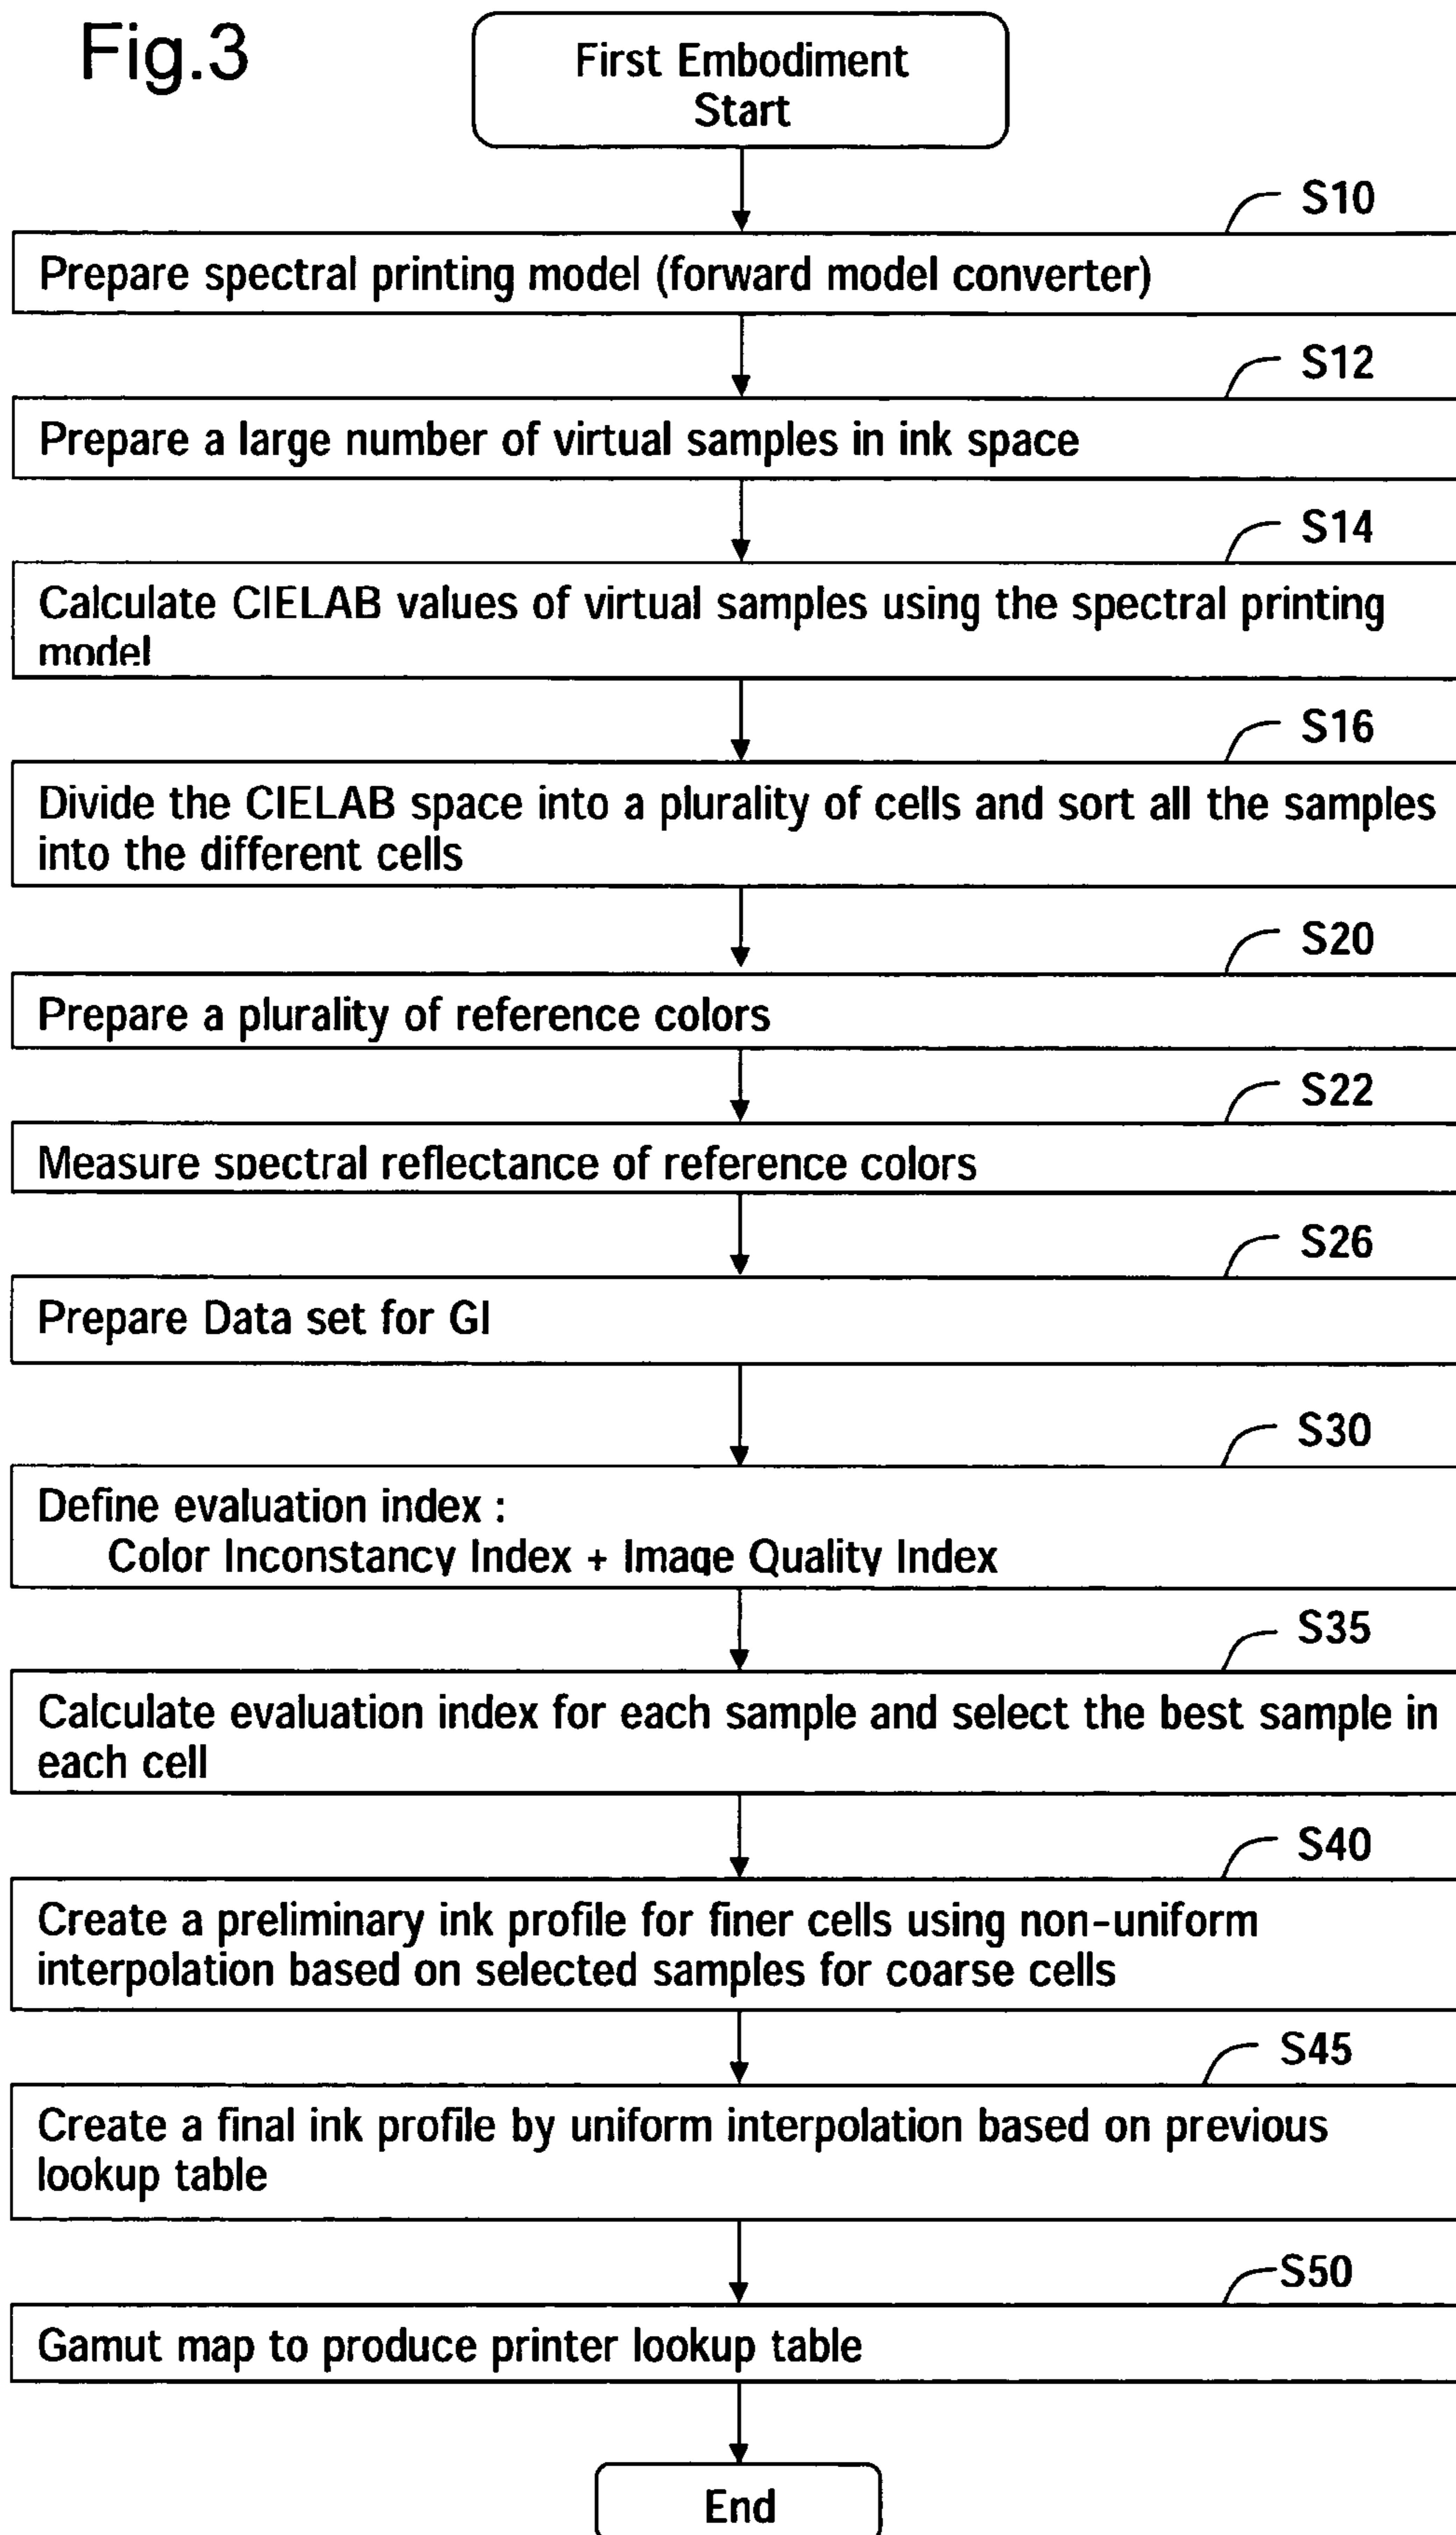 Fig.3
First Embodiment
Start
S10
Prepare spectral printing model (forward model converter)
S12
Prepare a large number of virtual samples in ink space
S14
Calculate CIELAB values of virtual samples using the spectral printing
model
S16
Divide the CIELAB space into a plurality of cells and sort all the samples
into the different cells
S20
Prepare a plurality of reference colors
S22
Measure spectral reflectance of reference colors
S26
Prepare Data set for GI
S30
Define evaluation index :
Color Inconstancy Index + Image Quality Index
S35
Calculate evaluation index for each sample and select the best sample in
each cell
S40
Create a preliminary ink profile for finer cells using non-uniform
interpolation based on selected samples for coarse cells
S45
Create a final ink profile by uniform interpolation based on previous
lookup table
S50
Gamut map to produce printer lookup table
End